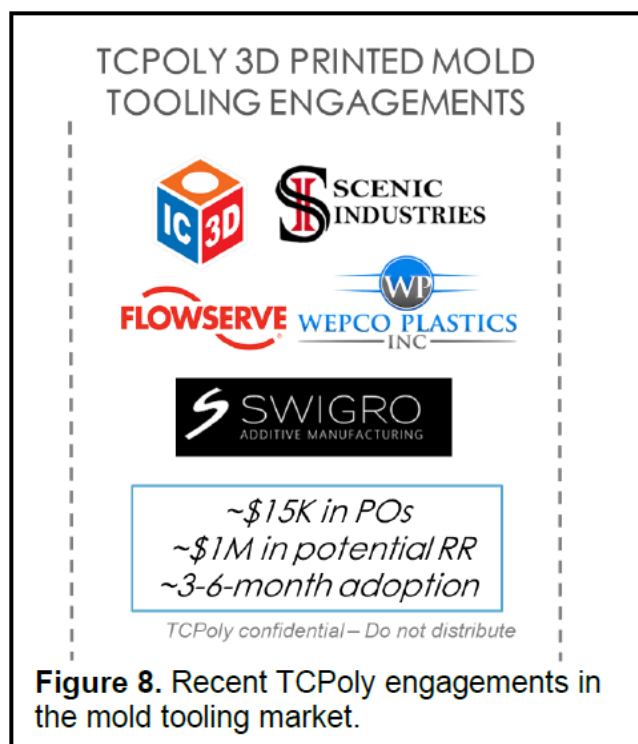 TCPOLY 3D PRINTED MOLD
TOOLING ENGAGEMENTS
IC 3D
SI SCENIC
INDUSTRIES
FLOWSERVE
WP
WEPCO PLASTICS
INC
SWIGRO
ADDITIVE MANUFACTURING
~$15K in POs
~$1M in potential RR
~3-6-month adoption
TCPoly confidential – Do not distribute
Figure 8. Recent TCPoly engagements in
the mold tooling market.